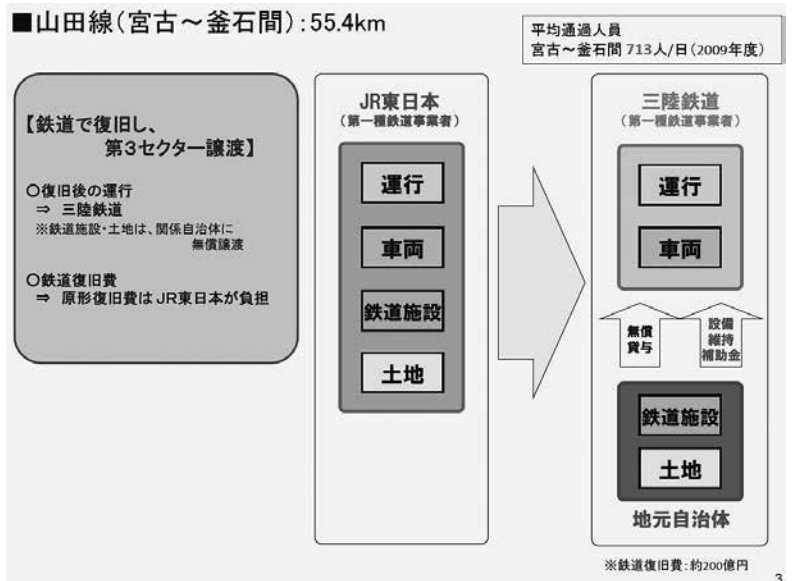 ■山田線(宮古～釜石間):55.4km
平均通過人員
宮古～釜石間 713人/日(2009年度)
【鉄道で復旧し、
第3セクター譲渡】
○復旧後の運行
⇒ 三陸鉄道
※鉄道施設・土地は、関係自治体に
無償譲渡
○鉄道復旧費
⇒ 原形復旧費はJR東日本が負担
JR東日本
(第一種鉄道事業者)
運行
車両
鉄道施設
土地
三陸鉄道
(第一種鉄道事業者)
運行
車両
無償
貸与
設備
維持
補助金
鉄道施設
土地
地元自治体
※鉄道復旧費:約200億円
3